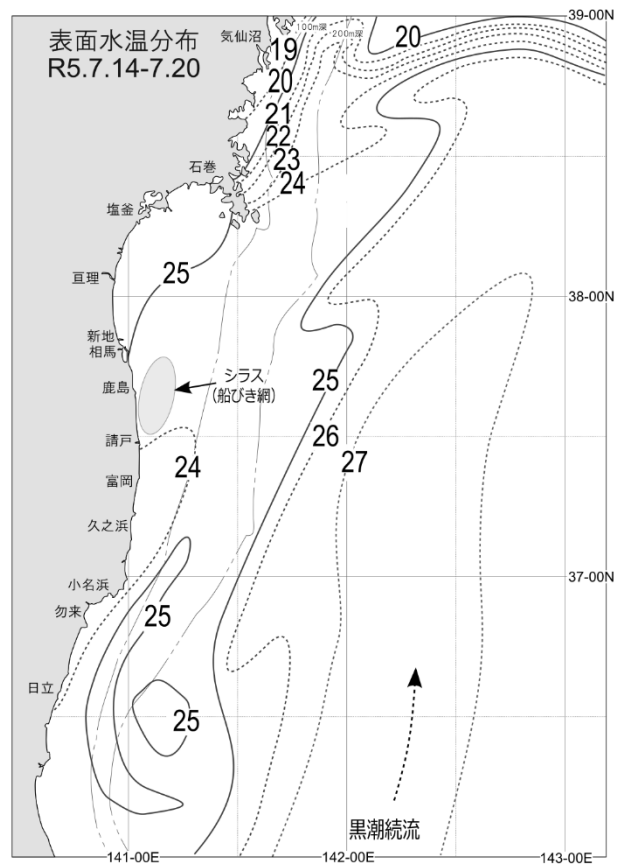 表面水温分布
R5.7.14-7.20
気仙沼
100m深
200m深
39-00N
20
19
20
21
22
23
24
石巻
塩釜
25
亘理
38-00N
新地
相馬
鹿島
シラス
(船びき網)
25
請戸
26
24
27
富岡
久之浜
37-00N
小名浜
勿来
25
日立
25
黒潮続流
141-00E
142-00E
143-00E